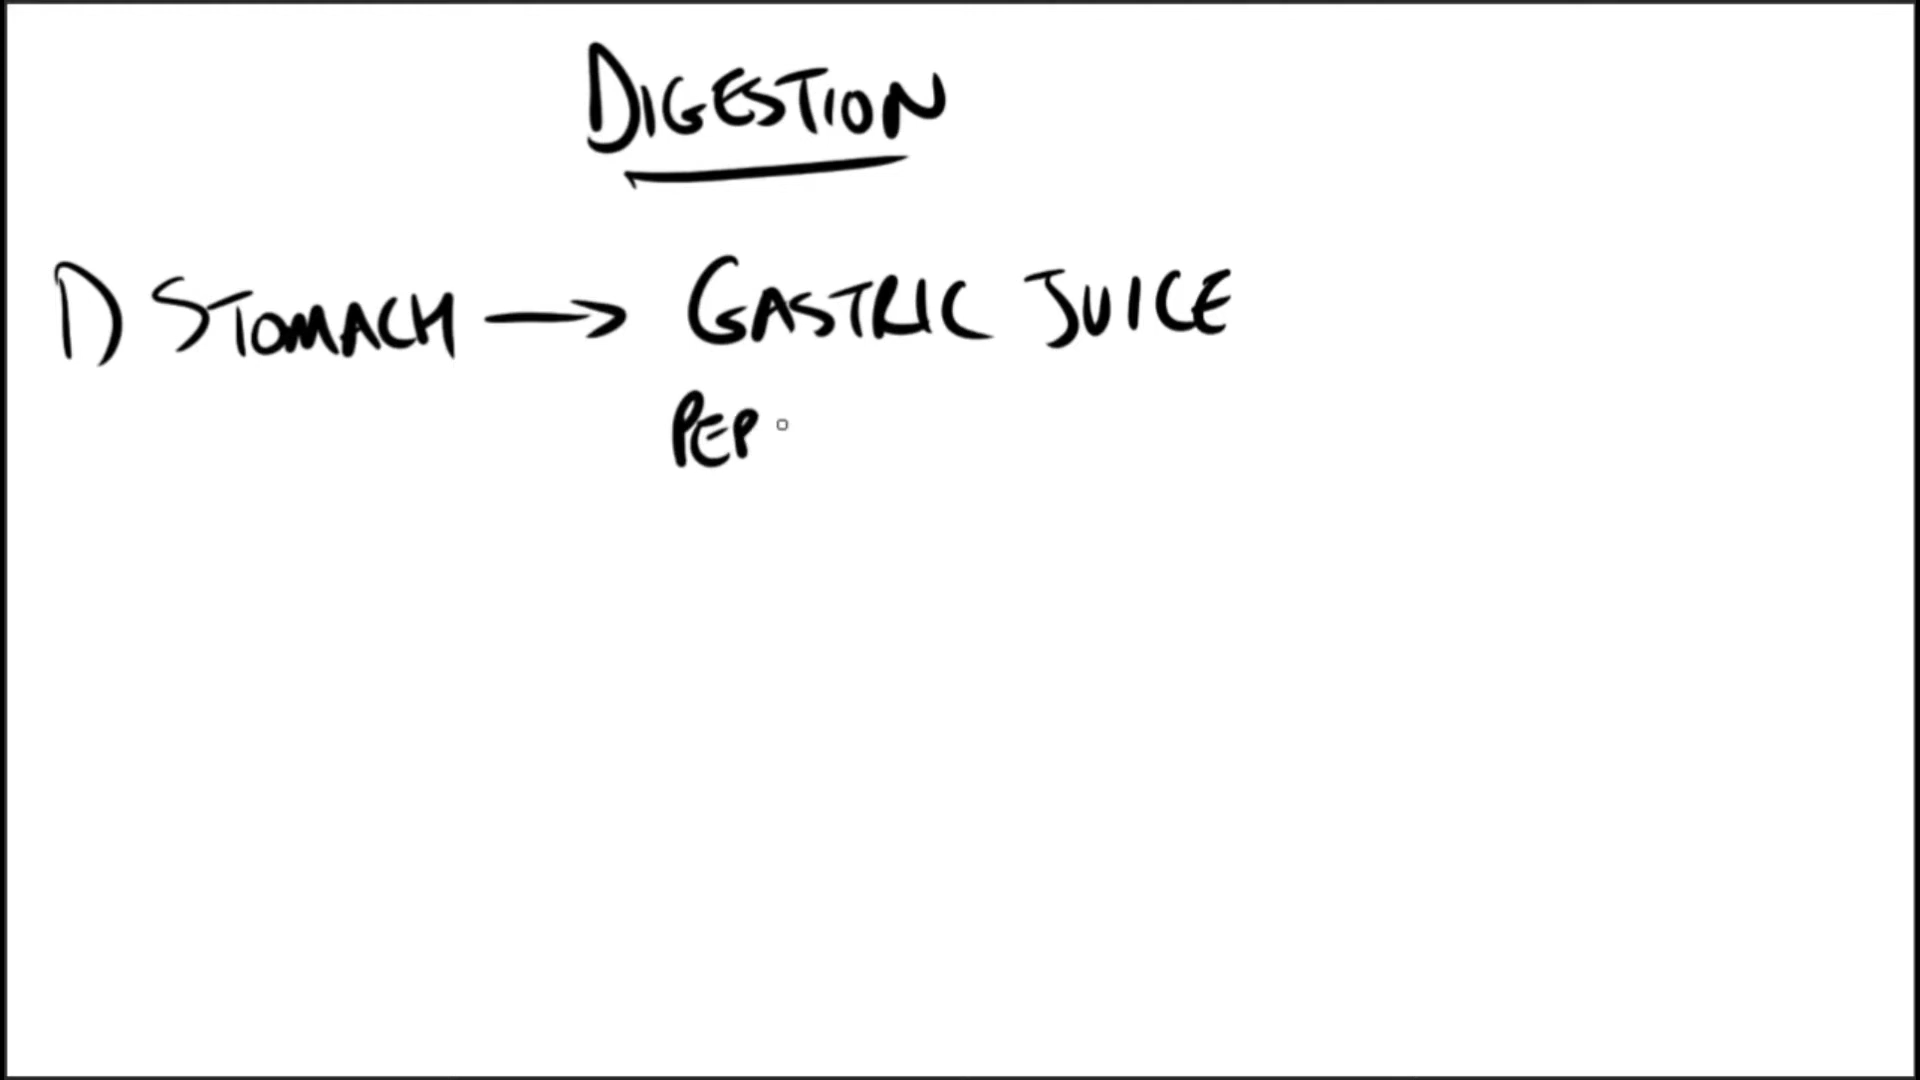 DIGESTION
1) STOMACH → GASTRIC JUICE
PEP